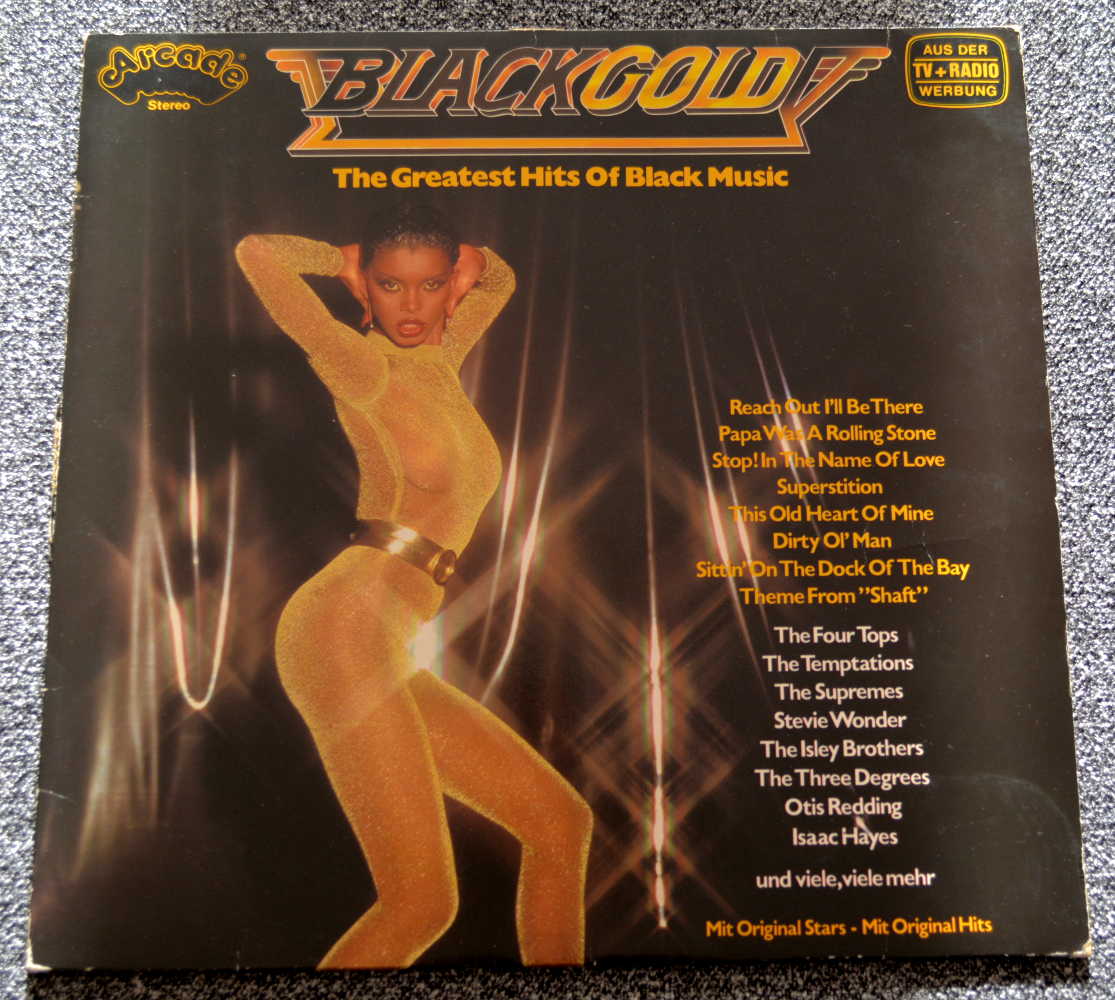 Arcade®
Stereo
BLACKGOLD
AUS DER
TV+RADIO
WERBUNG
The Greatest Hits Of Black Music
Reach Out I'll Be There
Papa Was A Rolling Stone
Stop! In The Name Of Love
Superstition
This Old Heart Of Mine
Dirty Ol' Man
Sittin' On The Dock Of The Bay
Theme From "Shaft"
The Four Tops
The Temptations
The Supremes
Stevie Wonder
The Isley Brothers
The Three Degrees
Otis Redding
Isaac Hayes
und viele,viele mehr
Mit Original Stars - Mit Original Hits